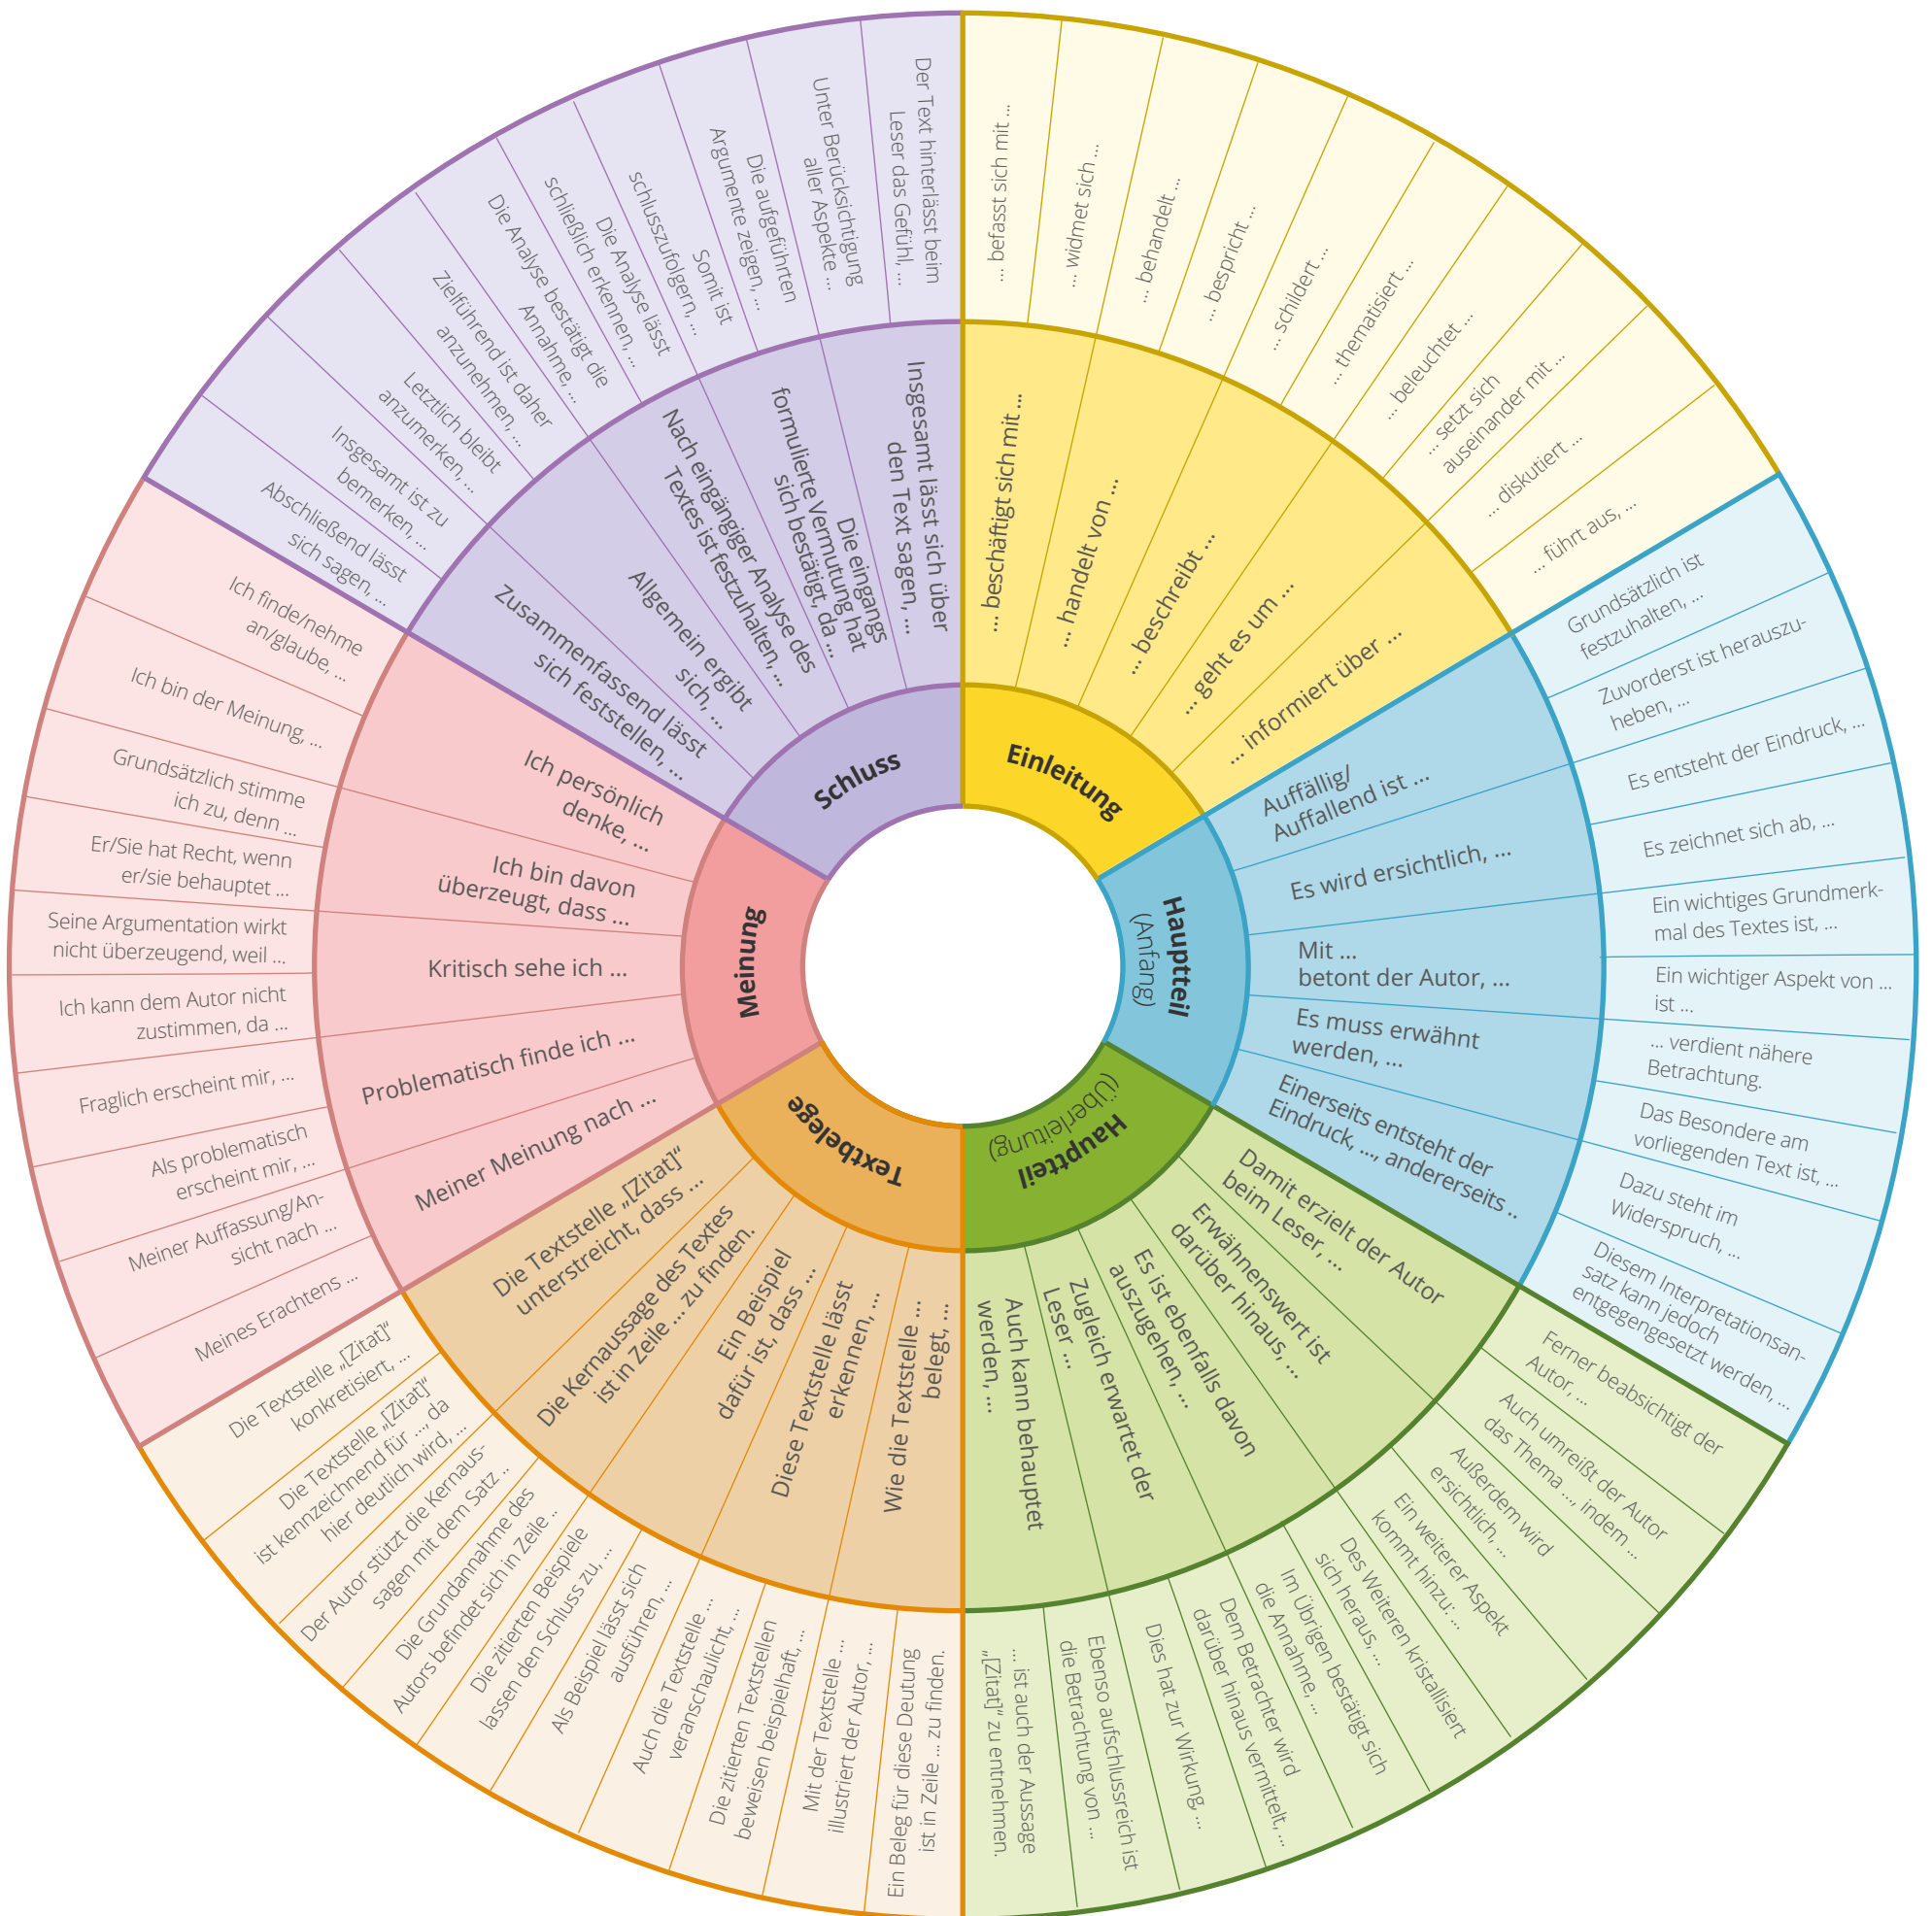 Einleitung
... beschäftigt sich mit ...
... handelt von ...
... beschreibt ...
... geht es um ...
... informiert über ...
... befasst sich mit ...
... widmet sich ...
... behandelt ...
... bespricht ...
... schildert ...
... thematisiert ...
... beleuchtet ...
... setzt sich
auseinander mit ...
... diskutiert ...
... führt aus, ...
Hauptteil
(Anfang)
Auffällig/
Auffallend ist ...
Es wird ersichtlich, ...
Mit ...
betont der Autor, ...
Es muss erwähnt
werden, ...
Einerseits entsteht der
Eindruck, ..., andererseits ..
Grundsätzlich ist
festzuhalten, ...
Zuvorderst ist herauszu-
heben, ...
Es entsteht der Eindruck, ...
Es zeichnet sich ab, ...
Ein wichtiges Grundmerk-
mal des Textes ist, ...
Ein wichtiger Aspekt von ...
ist ...
... verdient nähere
Betrachtung.
Das Besondere am
vorliegenden Text ist, ...
Dazu steht im
Widerspruch, ...
Diesem Interpretationsan-
satz kann jedoch
entgegengesetzt werden, ...
Hauptteil
(Überleitung)
Damit erzielt der Autor
beim Leser, ...
Erwähnenswert ist
darüber hinaus, ...
Es ist ebenfalls davon
auszugehen, ...
Zugleich erwartet der
Leser ...
Auch kann behauptet
werden, ...
Ferner beabsichtigt der
Autor, ...
Auch umreißt der Autor
das Thema ..., indem ...
Außerdem wird
ersichtlich, ...
Ein weiterer Aspekt
kommt hinzu: ...
Des Weiteren kristallisiert
sich heraus, ...
Im Übrigen bestätigt sich
die Annahme, ...
Dem Betrachter wird
darüber hinaus vermittelt, ...
Dies hat zur Wirkung, ...
Ebenso aufschlussreich ist
die Betrachtung von ...
... ist auch der Aussage
„[Zitat]“ zu entnehmen.
Textbelege
Wie die Textstelle ...
belegt, ...
Diese Textstelle lässt
erkennen, ...
Ein Beispiel
dafür ist, dass ...
Die Kernaussage des Textes
ist in Zeile ... zu finden.
Die Textstelle „[Zitat]“
unterstreicht, dass ...
Ein Beleg für diese Deutung
ist in Zeile ... zu finden.
Mit der Textstelle ...
illustriert der Autor, ...
Die zitierten Textstellen
beweisen beispielhaft, ...
Auch die Textstelle ...
veranschaulicht, ...
Als Beispiel lässt sich
ausführen, ...
Die zitierten Beispiele
lassen den Schluss zu, ...
Die Grundannahme des
Autors befindet sich in Zeile ..
Der Autor stützt die Kernaus-
sagen mit dem Satz ..
Die Textstelle „[Zitat]“
ist kennzeichnend für ..., da
hier deutlich wird, ...
Die Textstelle „[Zitat]“
konkretisiert, ...
Meinung
Meiner Meinung nach ...
Problematisch finde ich ...
Kritisch sehe ich ...
Ich bin davon
überzeugt, dass ...
Ich persönlich
denke, ...
Meines Erachtens ...
Meiner Auffassung/An-
sicht nach ...
Als problematisch
erscheint mir, ...
Fraglich erscheint mir, ...
Ich kann dem Autor nicht
zustimmen, da ...
Seine Argumentation wirkt
nicht überzeugend, weil ...
Er/Sie hat Recht, wenn
er/sie behauptet ...
Grundsätzlich stimme
ich zu, denn ...
Ich bin der Meinung, ...
Ich finde/nehme
an/glaube, ...
Schluss
Zusammenfassend lässt
sich feststellen, ...
Allgemein ergibt
sich, ...
Nach eingängiger Analyse des
Textes ist festzuhalten, ...
Die eingangs
formulierte Vermutung hat
sich bestätigt, da ...
Insgesamt lässt sich über
den Text sagen, ...
Abschließend lässt
sich sagen, ...
Insgesamt ist zu
bemerken, ...
Letztlich bleibt
anzumerken, ...
Zielführend ist daher
anzunehmen, ...
Die Analyse bestätigt die
Annahme, ...
Die Analyse lässt
schließlich erkennen, ...
Somit ist
schlusszufolgern, ...
Die aufgeführten
Argumente zeigen, ...
Unter Berücksichtigung
aller Aspekte ...
Der Text hinterlässt beim
Leser das Gefühl, ...